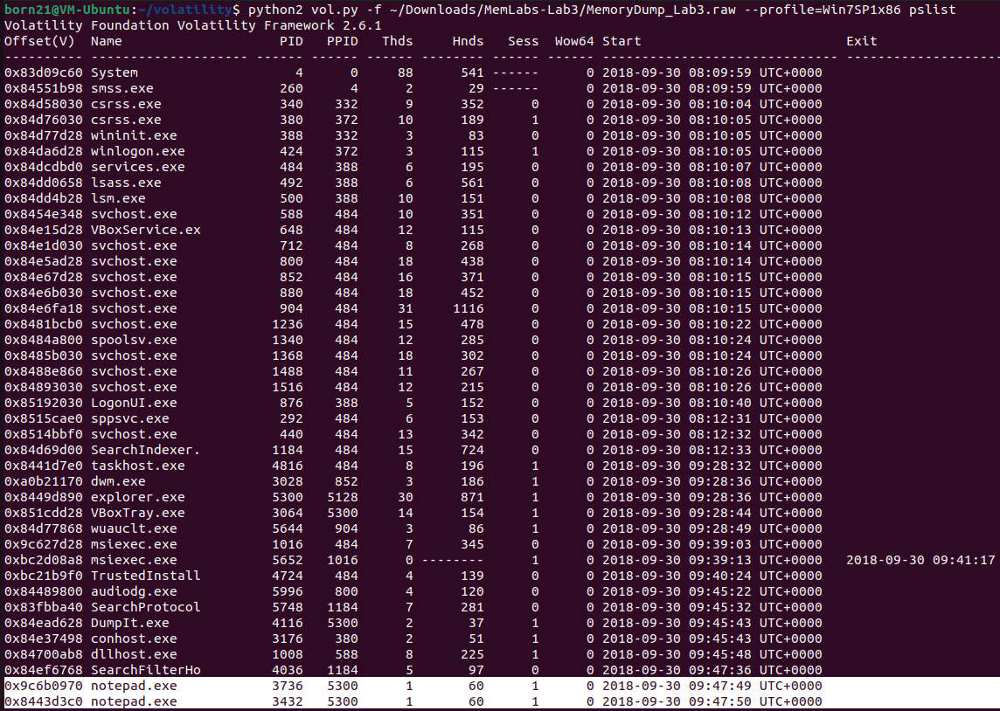 born21@VM-Ubuntu:~/volatility$ python2 vol.py -f ~/Downloads/MemLabs-Lab3/MemoryDump_Lab3.raw --profile=Win7SP1x86 pslist
Volatility Foundation Volatility Framework 2.6.1
Offset(V)  Name                    PID   PPID   Thds     Hnds   Sess  Wow64 Start                          Exit
---------- -------------------- ------ ------ ------ -------- ------ ------ ------------------------------ --------------------
0x83d09c60 System                    4      0     88      541 ------      0 2018-09-30 08:09:59 UTC+0000
0x84551b98 smss.exe                260      4      2       29 ------      0 2018-09-30 08:09:59 UTC+0000
0x84d58030 csrss.exe               340    332      9      352      0      0 2018-09-30 08:10:04 UTC+0000
0x84d76030 csrss.exe               380    372     10      189      1      0 2018-09-30 08:10:05 UTC+0000
0x84d77d28 wininit.exe             388    332      3       83      0      0 2018-09-30 08:10:05 UTC+0000
0x84da6d28 winlogon.exe            424    372      3      115      1      0 2018-09-30 08:10:05 UTC+0000
0x84dcdbd0 services.exe            484    388      6      195      0      0 2018-09-30 08:10:07 UTC+0000
0x84dd0658 lsass.exe               492    388      6      561      0      0 2018-09-30 08:10:08 UTC+0000
0x84dd4b28 lsm.exe                 500    388     10      151      0      0 2018-09-30 08:10:08 UTC+0000
0x8454e348 svchost.exe             588    484     10      351      0      0 2018-09-30 08:10:12 UTC+0000
0x84e15d28 VBoxService.ex          648    484     12      115      0      0 2018-09-30 08:10:13 UTC+0000
0x84e1d030 svchost.exe             712    484      8      268      0      0 2018-09-30 08:10:14 UTC+0000
0x84e5ad28 svchost.exe             800    484     18      438      0      0 2018-09-30 08:10:14 UTC+0000
0x84e67d28 svchost.exe             852    484     16      371      0      0 2018-09-30 08:10:15 UTC+0000
0x84e6b030 svchost.exe             880    484     18      452      0      0 2018-09-30 08:10:15 UTC+0000
0x84e6fa18 svchost.exe             904    484     31     1116      0      0 2018-09-30 08:10:15 UTC+0000
0x8481bcb0 svchost.exe            1236    484     15      478      0      0 2018-09-30 08:10:22 UTC+0000
0x8484a800 spoolsv.exe            1340    484     12      285      0      0 2018-09-30 08:10:24 UTC+0000
0x8485b030 svchost.exe            1368    484     18      302      0      0 2018-09-30 08:10:24 UTC+0000
0x8488e860 svchost.exe            1488    484     11      267      0      0 2018-09-30 08:10:26 UTC+0000
0x84893030 svchost.exe            1516    484     12      215      0      0 2018-09-30 08:10:26 UTC+0000
0x85192030 LogonUI.exe             876    388      5      152      0      0 2018-09-30 08:10:40 UTC+0000
0x8515cae0 sppsvc.exe              292    484      6      153      0      0 2018-09-30 08:12:31 UTC+0000
0x8514bbf0 svchost.exe             440    484     13      342      0      0 2018-09-30 08:12:32 UTC+0000
0x84d69d00 SearchIndexer.         1184    484     15      724      0      0 2018-09-30 08:12:33 UTC+0000
0x8441d7e0 taskhost.exe           4816    484      8      196      1      0 2018-09-30 09:28:32 UTC+0000
0xa0b21170 dwm.exe                3028    852      3      186      1      0 2018-09-30 09:28:36 UTC+0000
0x8449d890 explorer.exe           5300   5128     30      871      1      0 2018-09-30 09:28:36 UTC+0000
0x851cdd28 VBoxTray.exe           3064   5300     14      154      1      0 2018-09-30 09:28:44 UTC+0000
0x84d77868 wuauclt.exe            5644    904      3       86      1      0 2018-09-30 09:28:49 UTC+0000
0x9c627d28 msiexec.exe            1016    484      7      345      0      0 2018-09-30 09:39:03 UTC+0000
0xbc2d08a8 msiexec.exe            5652   1016      0 --------      1      0 2018-09-30 09:39:13 UTC+0000   2018-09-30 09:41:17
0xbc21b9f0 TrustedInstall         4724    484      4      139      0      0 2018-09-30 09:40:24 UTC+0000
0x84489800 audiodg.exe            5996    800      4      120      0      0 2018-09-30 09:45:22 UTC+0000
0x83fbba40 SearchProtocol         5748   1184      7      281      0      0 2018-09-30 09:45:32 UTC+0000
0x84ead628 DumpIt.exe             4116   5300      2       37      1      0 2018-09-30 09:45:43 UTC+0000
0x84e37498 conhost.exe            3176    380      2       51      1      0 2018-09-30 09:45:43 UTC+0000
0x84700ab8 dllhost.exe            1008    588      8      225      1      0 2018-09-30 09:45:48 UTC+0000
0x84ef6768 SearchFilterHo         4036   1184      5       97      0      0 2018-09-30 09:47:36 UTC+0000
0x9c6b0970 notepad.exe            3736   5300      1       60      1      0 2018-09-30 09:47:49 UTC+0000
0x8443d3c0 notepad.exe            3432   5300      1       60      1      0 2018-09-30 09:47:50 UTC+0000